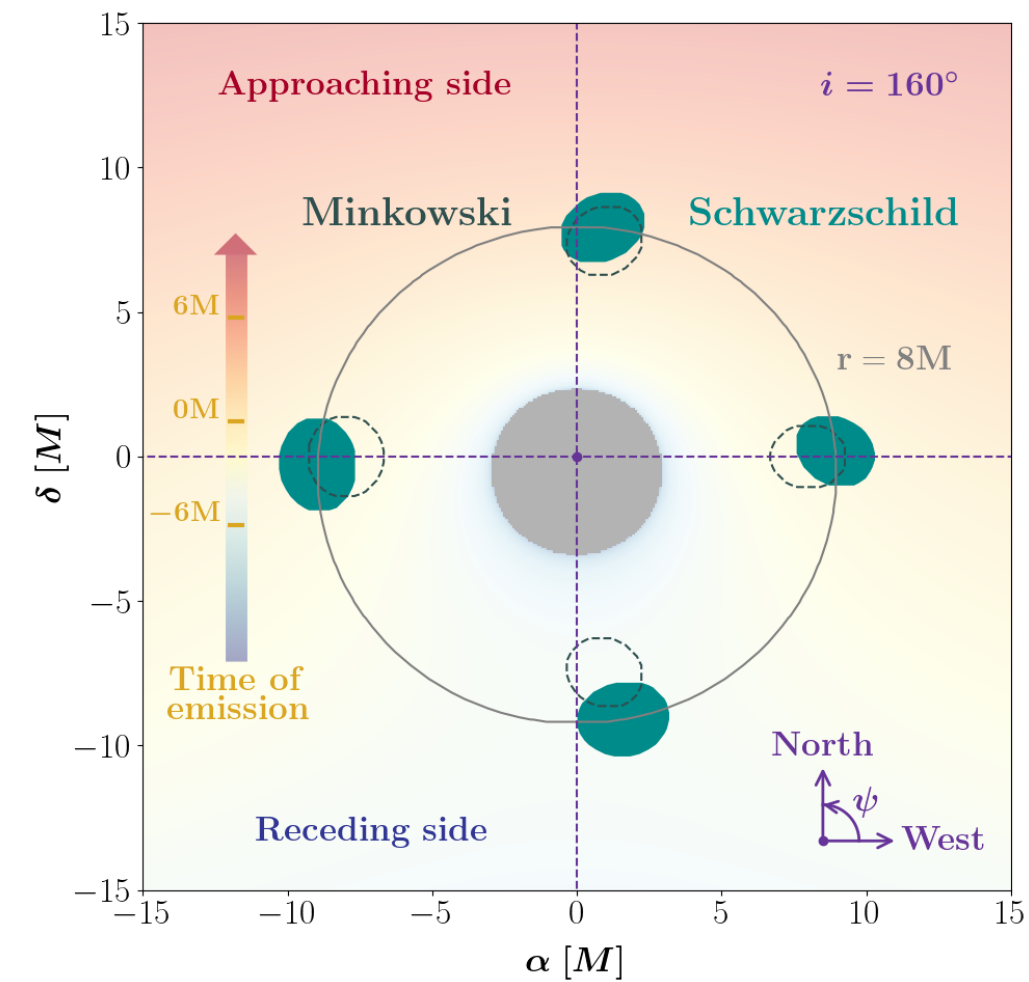 Approaching side
i = 160°
Minkowski
Schwarzschild
r = 8M
6M
0M
−6M
Time of
emission
Receding side
North
ψ
West
15
10
5
0
−5
−10
−15
−15
−10
−5
0
5
10
15
δ [M]
α [M]